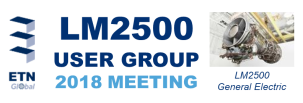 LM2500
USER GROUP
2018 MEETING
ETN
Global
LM2500
General Electric